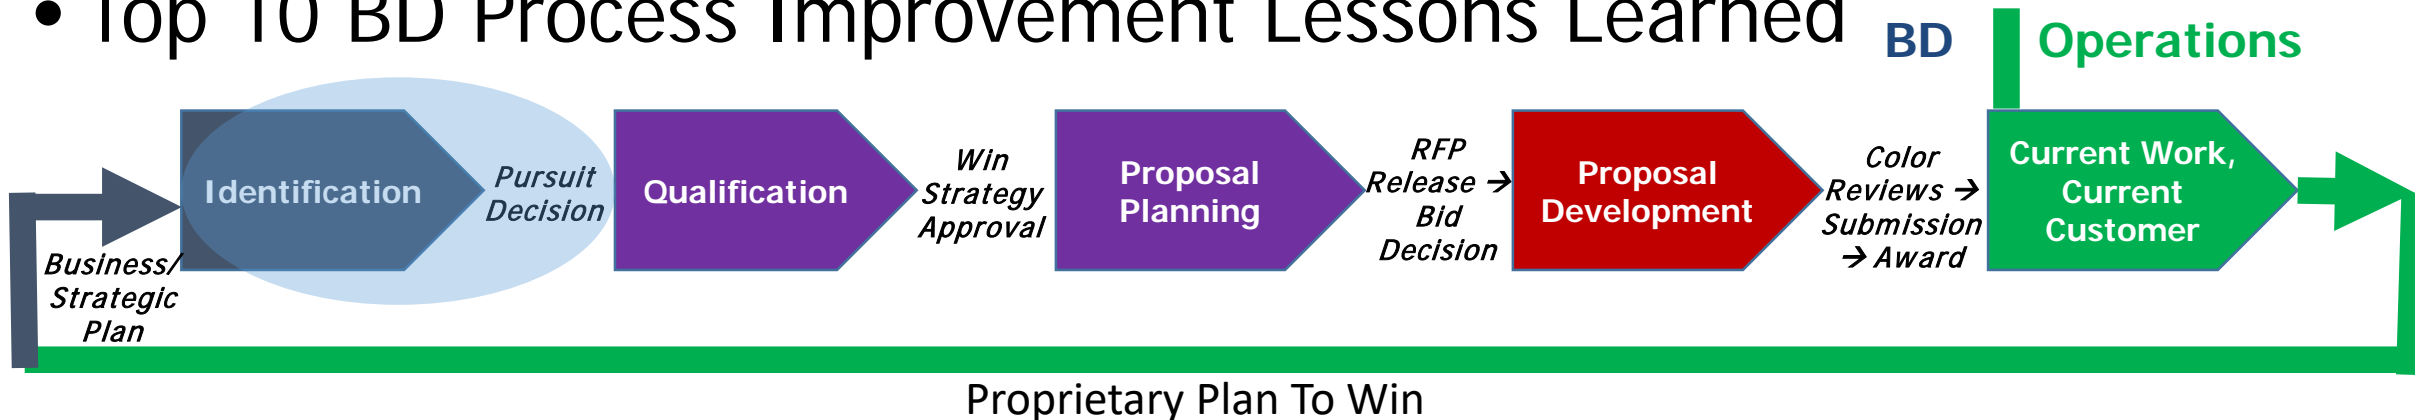 • Top 10 BD Process Improvement Lessons Learned
BD
Operations
Business/
Strategic
Plan
Identification
Pursuit
Decision
Qualification
Win
Strategy
Approval
Proposal
Planning
RFP
Release →
Bid
Decision
Proposal
Development
Color
Reviews →
Submission
→ Award
Current Work,
Current
Customer
Proprietary Plan To Win